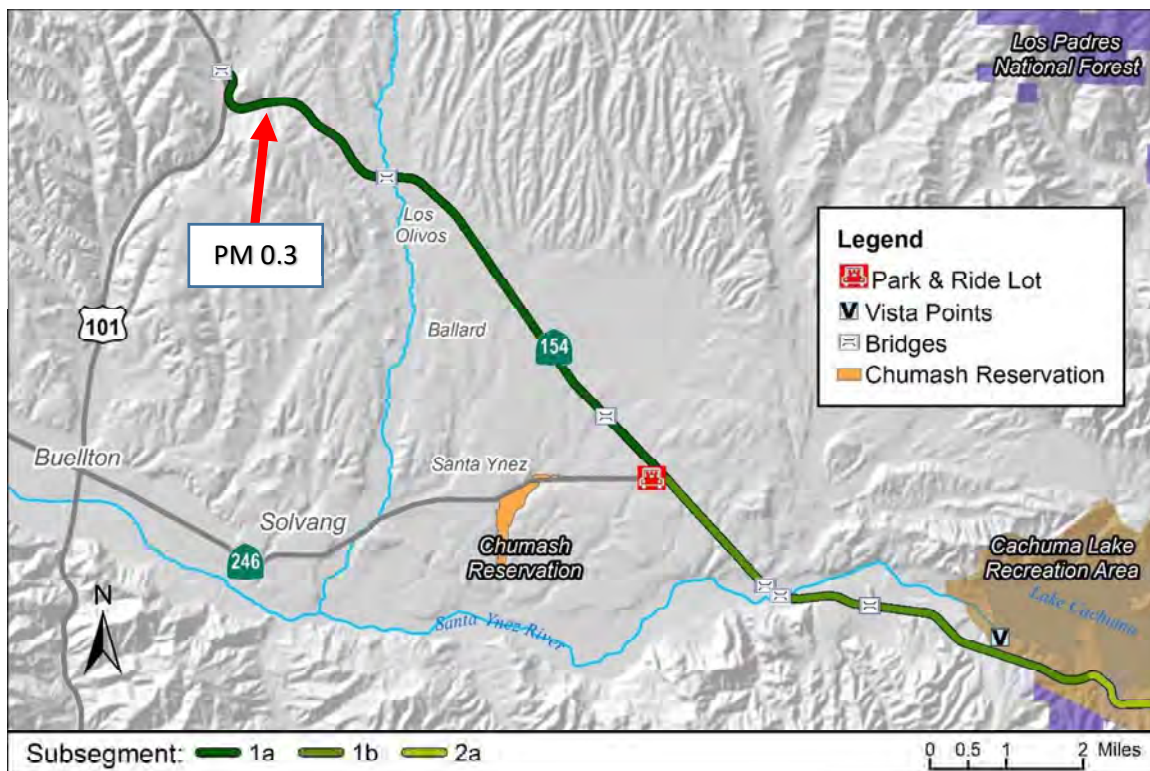 Los Padres
National Forest
PM 0.3
Los
Olivos
Legend
Park & Ride Lot
Vista Points
V
Bridges
Chumash Reservation
101
Ballard
154
Buellton
Santa Ynez
Solvang
246
Chumash
Reservation
Cachuma Lake
Recreation Area
Lake Cachuma
V
N
Santa Ynez River
Subsegment: 1a 1b 2a
0 0.5 1 2 Miles